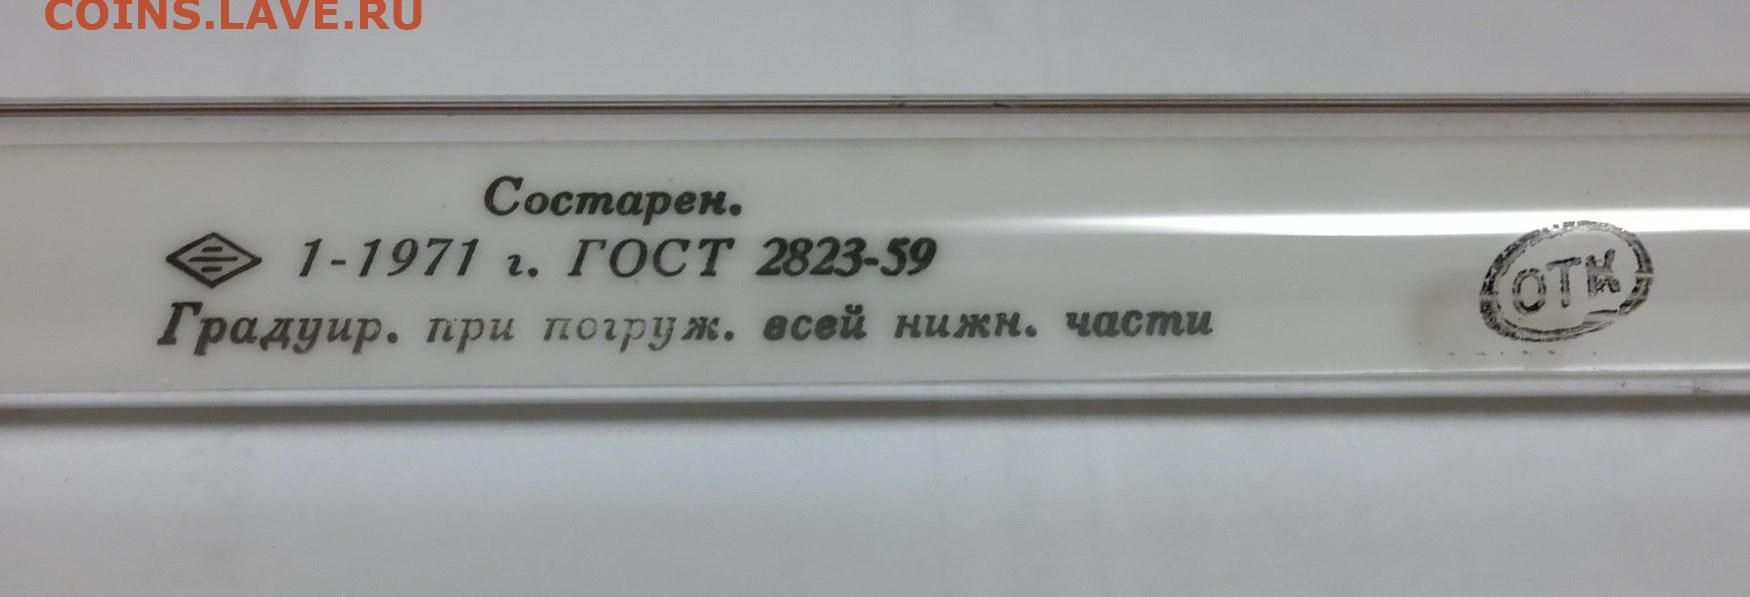 COINS.LAVE.RU
Состарен.
1-1971 г. ГОСТ 2823-59
Градуир. при погруж. всей нижн. части
ОТК